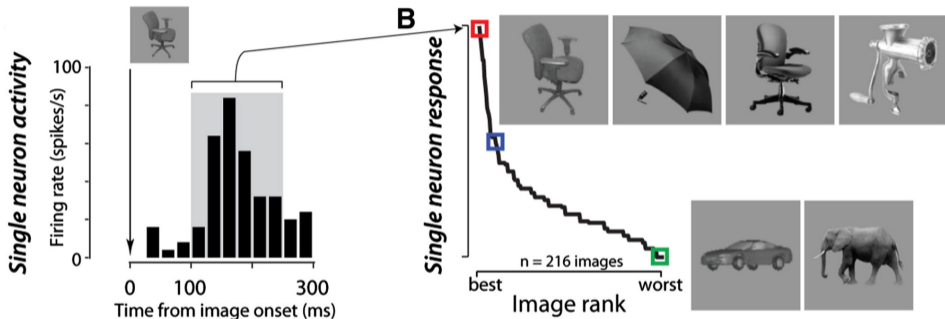 Single neuron activity
Firing rate (spikes/s)
100
0
0
100
300
Time from image onset (ms)
B
Single neuron response
n = 216 images
best
worst
Image rank